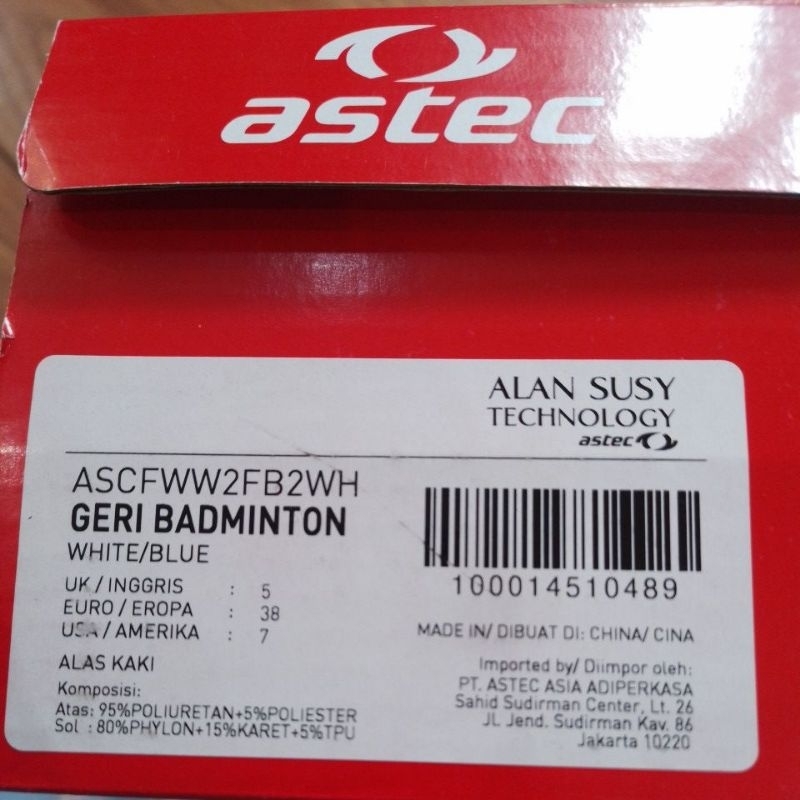 astec
ALAN SUSY
TECHNOLOGY
astec
ASCFWW2FB2WH
GERI BADMINTON
WHITE/BLUE
UK / INGGRIS : 5
EURO / EROPA : 38
USA / AMERIKA : 7
ALAS KAKI
Komposisi:
Atas: 95%POLIURETAN+5%POLIESTER
Sol : 80%PHYLON+15%KARET+5%TPU
100014510489
MADE IN/ DIBUAT DI: CHINA/ CINA
Imported by/ Diimpor oleh:
PT. ASTEC ASIA ADIPERKASA
Sahid Sudirman Center, Lt. 26
Jl. Jend. Sudirman Kav. 86
Jakarta 10220